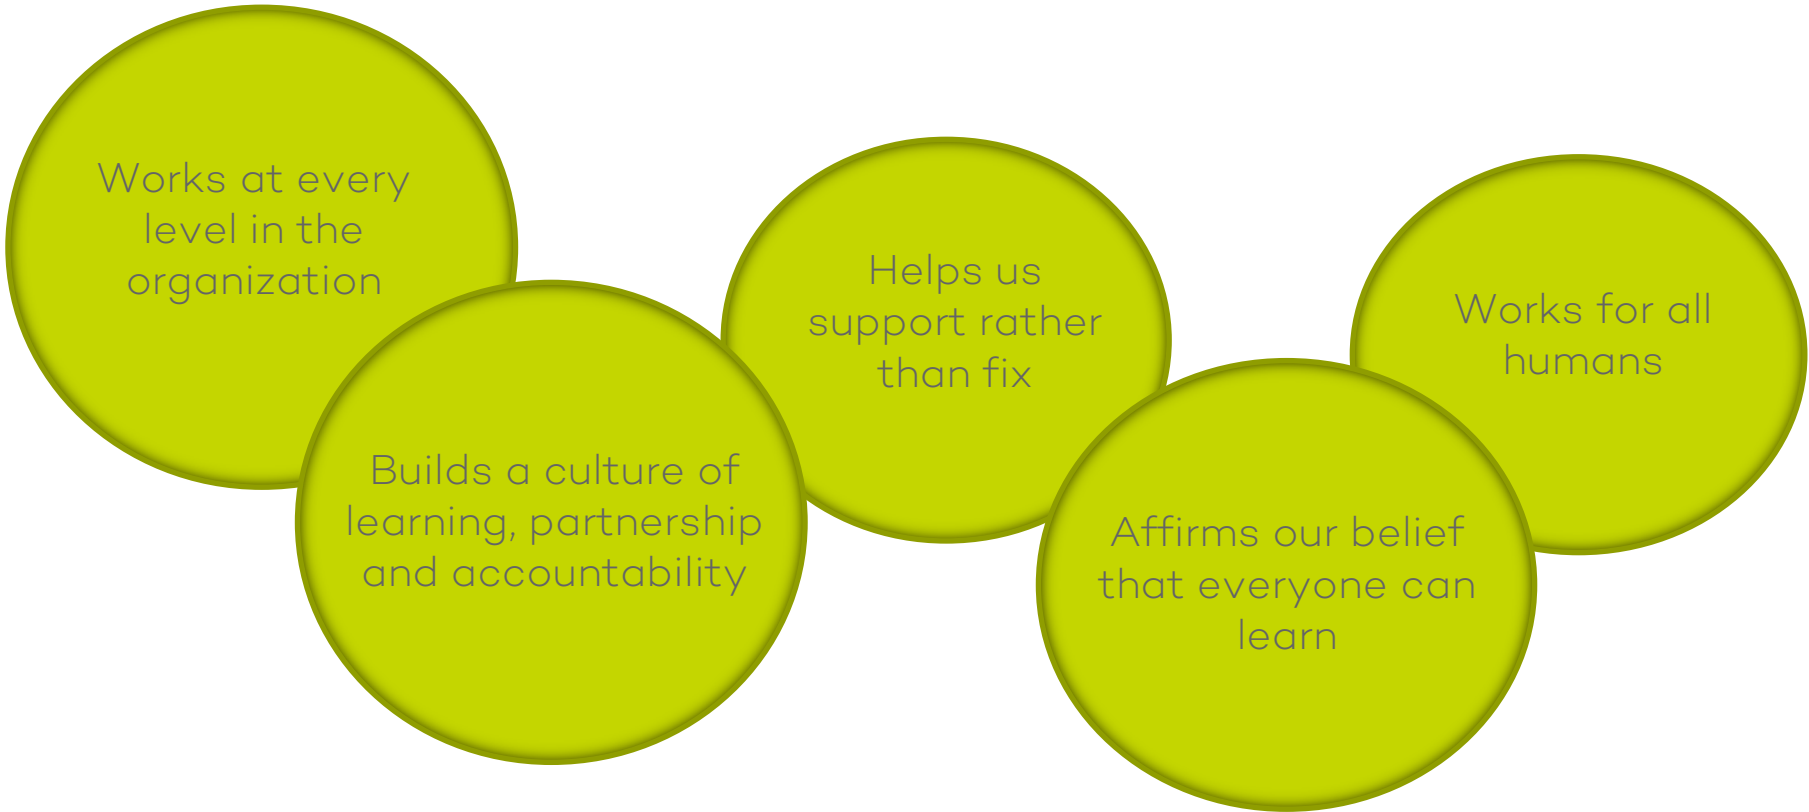 Works at every
level in the
organization
Builds a culture of
learning, partnership
and accountability
Helps us
support rather
than fix
Affirms our belief
that everyone can
learn
Works for all
humans